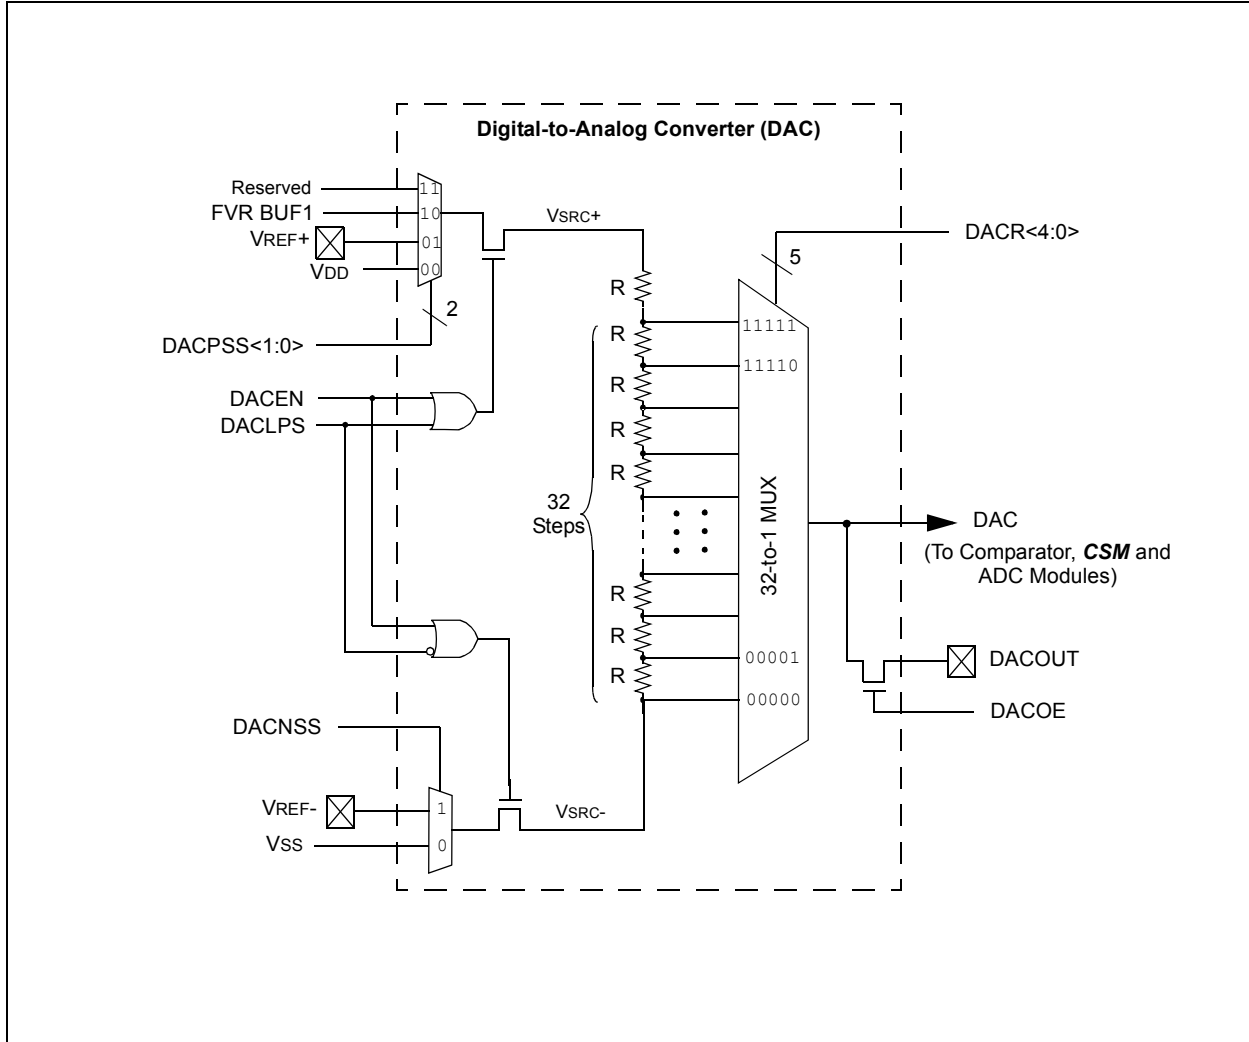 Digital-to-Analog Converter (DAC)
Reserved
11
FVR BUF1
10
VREF+
01
VDD
00
2
DACPSS<1:0>
DACEN
DACLPS
VSRC+
R
R
R
R
R
32
Steps
R
R
R
11111
11110
32-to-1 MUX
00001
00000
5
DACR<4:0>
DAC
(To Comparator, CSM and
ADC Modules)
DACOUT
DACOE
DACNSS
VREF-
1
VSS
0
VSRC-